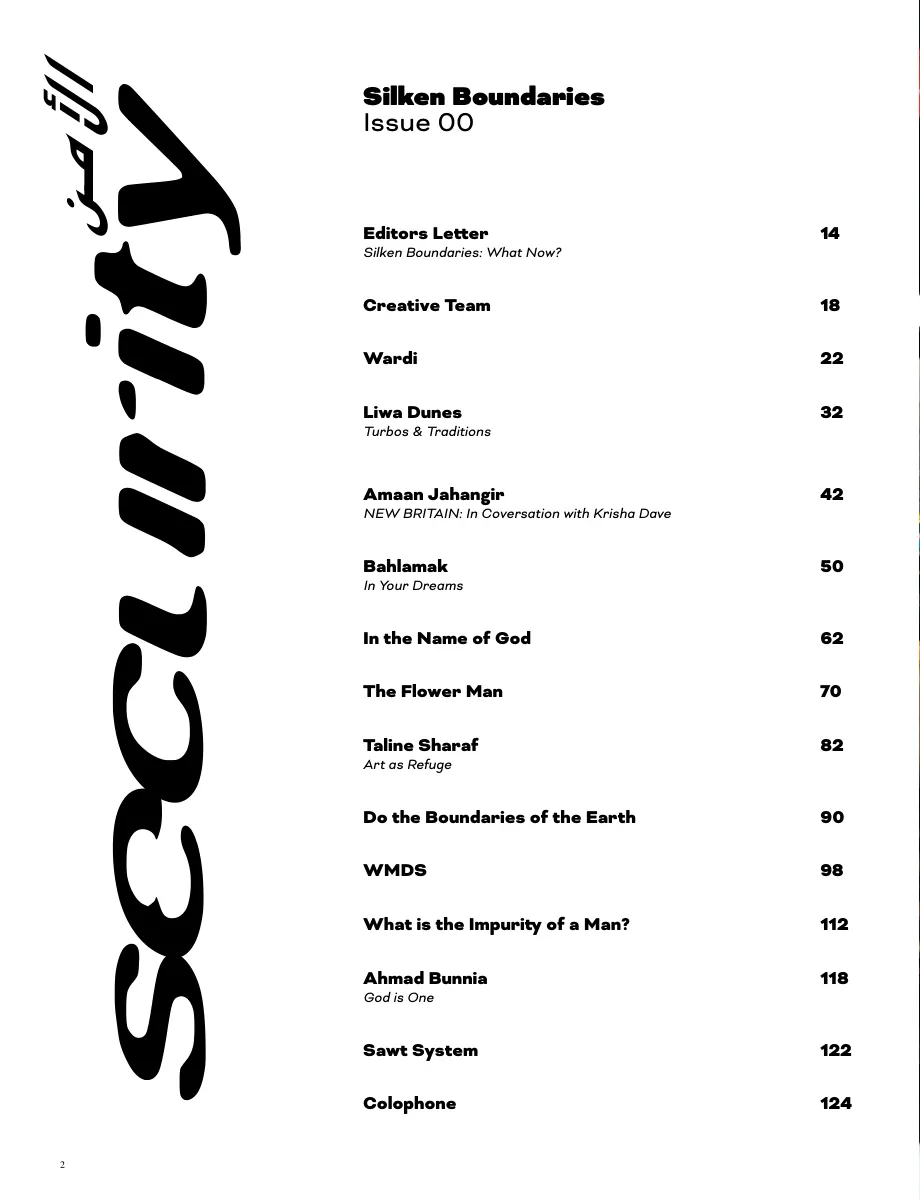 security
الأمن
Silken Boundaries
Issue 00
Editors Letter 14
Silken Boundaries: What Now?
Creative Team 18
Wardi 22
Liwa Dunes 32
Turbos & Traditions
Amaan Jahangir 42
NEW BRITAIN: In Coversation with Krisha Dave
Bahlamak 50
In Your Dreams
In the Name of God 62
The Flower Man 70
Taline Sharaf 82
Art as Refuge
Do the Boundaries of the Earth 90
WMDS 98
What is the Impurity of a Man? 112
Ahmad Bunnia 118
God is One
Sawt System 122
Colophone 124
2